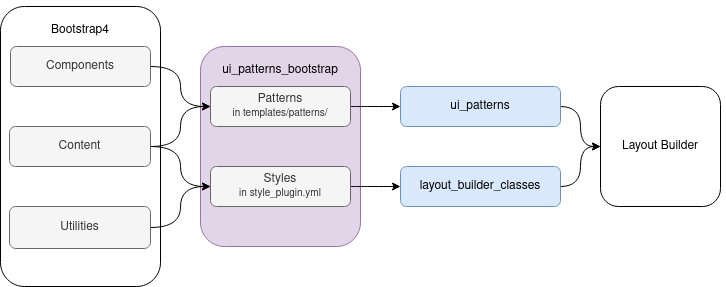 Bootstrap4
Components
Content
Utilities
ui_patterns_bootstrap
Patterns
in templates/patterns/
Styles
in style_plugin.yml
ui_patterns
layout_builder_classes
Layout Builder